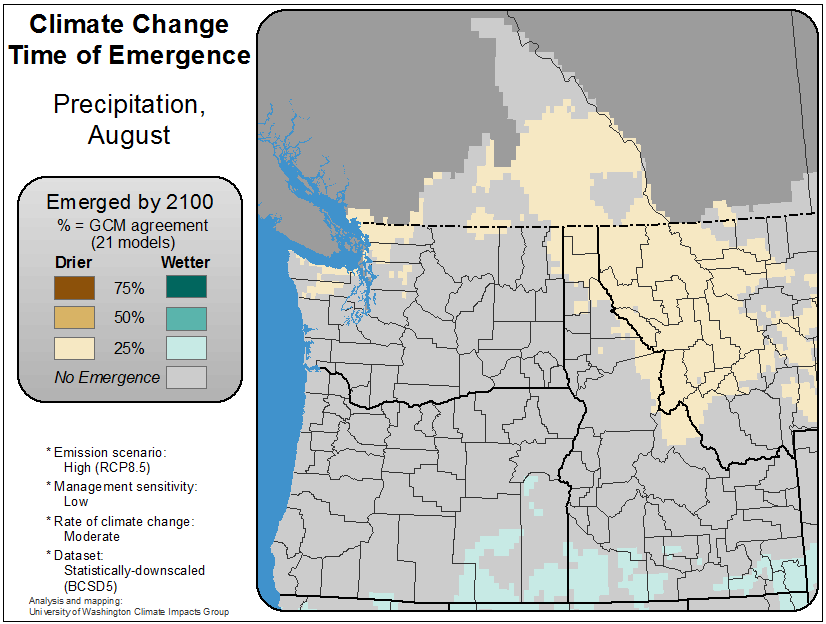 Climate Change
Time of Emergence
Precipitation,
August
Emerged by 2100
% = GCM agreement
(21 models)
Drier Wetter
75%
50%
25%
No Emergence
* Emission scenario:
High (RCP8.5)
* Management sensitivity:
Low
* Rate of climate change:
Moderate
* Dataset:
Statistically-downscaled
(BCSD5)
Analysis and mapping:
University of Washington Climate Impacts Group